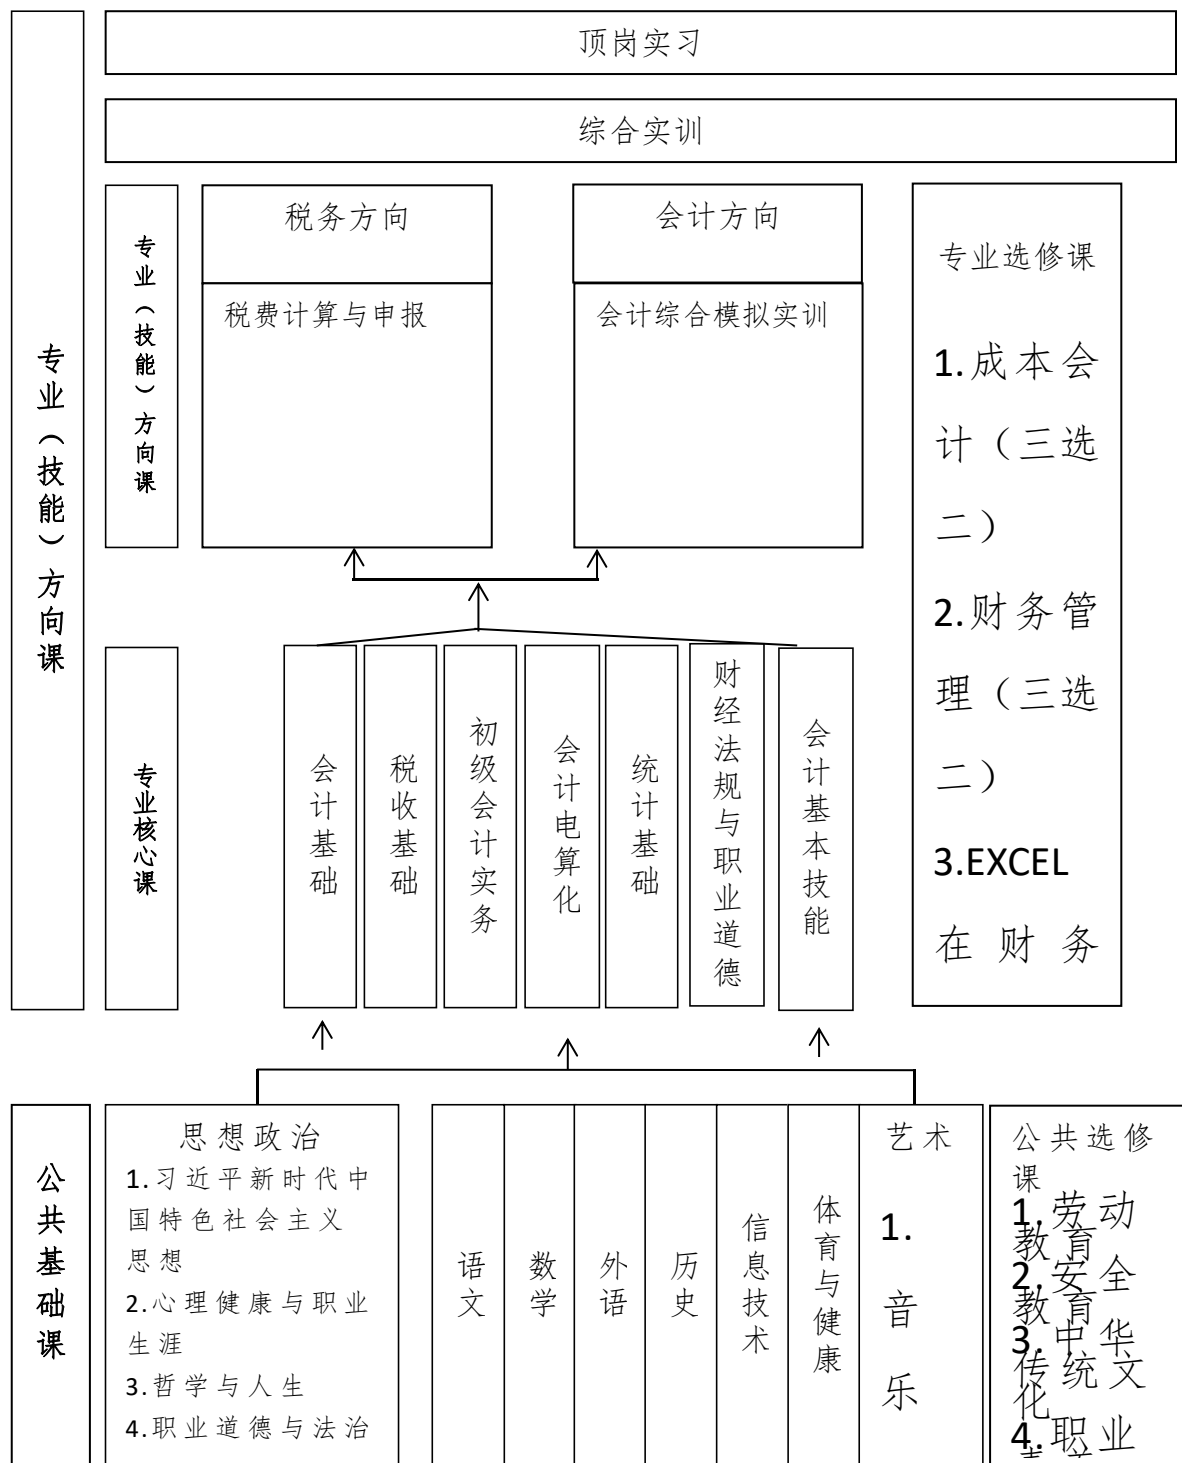 顶岗实习
综合实训
专业（技能）方向课
专业（技能）方向课
税务方向
税费计算与申报
会计方向
会计综合模拟实训
专业选修课
1.成本会
计（三选
二）
2.财务管
理（三选
二）
3.EXCEL
在财务
专业核心课
会计基础
税收基础
初级会计实务
会计电算化
统计基础
财经法规与职业道德
会计基本技能
公共基础课
思想政治
1.习近平新时代中
国特色社会主义
思想
2.心理健康与职业
生涯
3.哲学与人生
4.职业道德与法治
语文
数学
外语
历史
信息技术
体育与健康
艺术
1.
音
乐
公共选修
课
1.劳动
教育
2.安全
教育
3.中华
传统文
化
4.职业